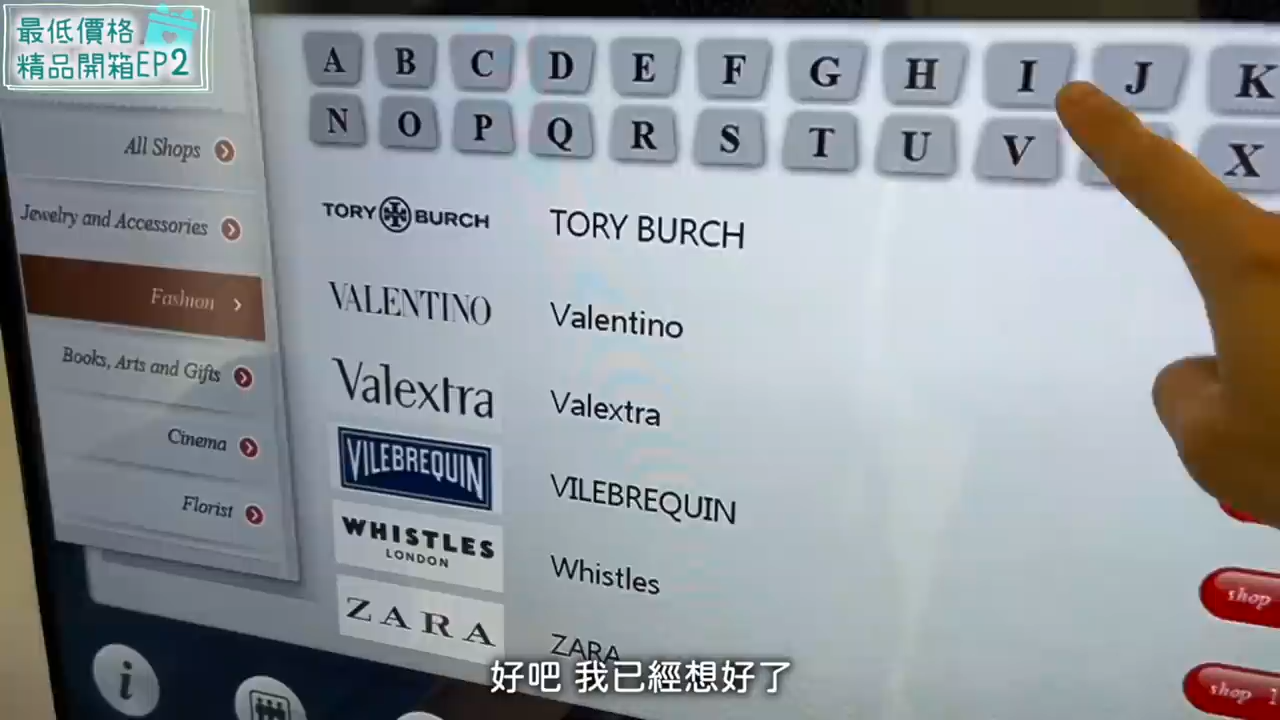 最低價格
精品開箱EP2
A B C D E F G H I J K
N O P Q R S T U V X
All Shops
Jewelry and Accessories
Fashion
Books, Arts and Gifts
Cinema
Florist
TORY BURCH TORY BURCH
VALENTINO Valentino
Valextra Valextra
VILEBREQUIN VILEBREQUIN
WHISTLES
LONDON
Whistles
ZARA ZARA
shop
shop
i
好吧 我已經想好了